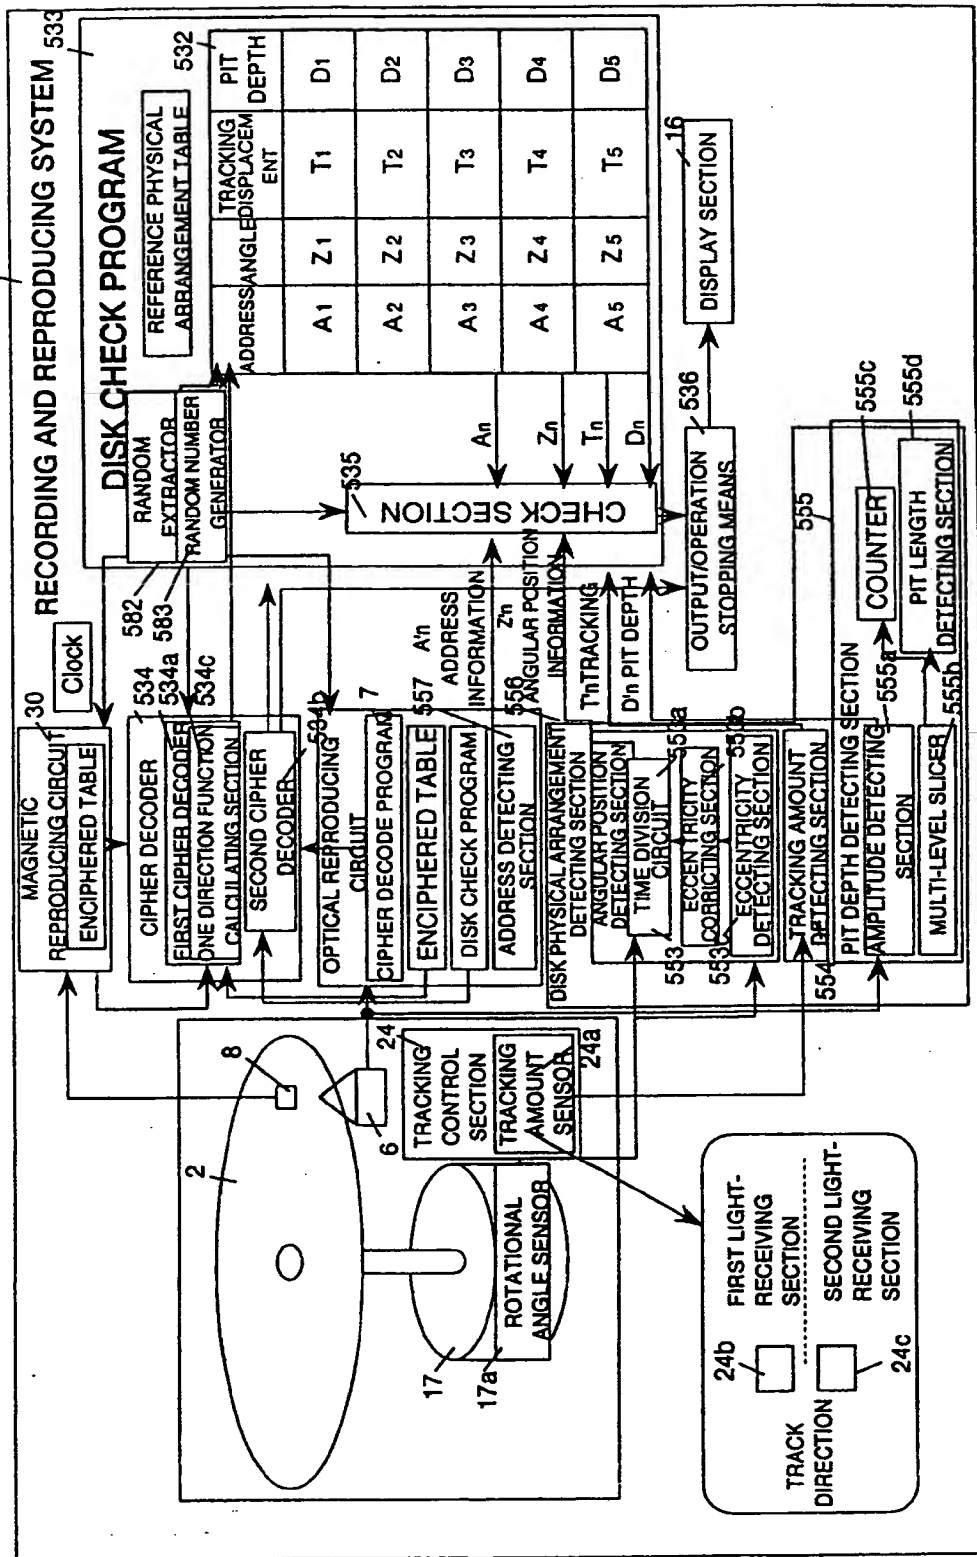 RECORDING AND REPRODUCING SYSTEM
533
DISK CHECK PROGRAM
REFERENCE PHYSICAL
ARRANGEMENT TABLE
532
ADDRESS
ANGLE
TRACKING
DISPLACEM
ENT
PIT
DEPTH
A1 Z1 T1 D1
A2 Z2 T2 D2
A3 Z3 T3 D3
A4 Z4 T4 D4
A5 Z5 T5 D5
RANDOM
EXTRACTOR
RANDOM NUMBER
GENERATOR
582
583
535
CHECK SECTION
An
Zn
Tn
Dn
OUTPUT/OPERATION
STOPPING MEANS
536
DISPLAY SECTION
16
Clock
30
MAGNETIC
REPRODUCING CIRCUIT
ENCIPHERED TABLE
534
534a
534c
CIPHER DECODER
FIRST CIPHER DECODER
ONE DIRECTION FUNCTION
CALCULATING SECTION
SECOND CIPHER
DECODER
534b
7
OPTICAL REPRODUCING
CIRCUIT
CIPHER DECODE PROGRAM
ENCIPHERED TABLE
DISK CHECK PROGRAM
ADDRESS DETECTING
SECTION
557
556
A'n
ADDRESS
INFORMATION
Z'n
ANGULAR POSITION
INFORMATION
T'n TRACKING
D'n PIT DEPTH
DISK PHYSICAL ARRANGEMENT
DETECTING SECTION
ANGULAR POSITION
DETECTING SECTION
TIME DIVISION
CIRCUIT
553a
ECCENTRICITY
CORRICTING SECTION
553b
ECCENTRICITY
DETECTING SECTION
553
553c
TRACKING AMOUNT
DETECTING SECTION
554
PIT DEPTH DETECTING SECTION
555
AMPLITUDE DETECTING
SECTION
555a
MULTI-LEVEL SLICER
555b
COUNTER
555c
PIT LENGTH
DETECTING SECTION
555d
2
8
6
24
TRACKING
CONTROL
SECTION
TRACKING
AMOUNT
SENSOR
24a
17
17a
ROTATIONAL
ANGLE SENSOR
24b
FIRST LIGHT-
RECEIVING
SECTION
TRACK
DIRECTION
24c
SECOND LIGHT-
RECEIVING
SECTION